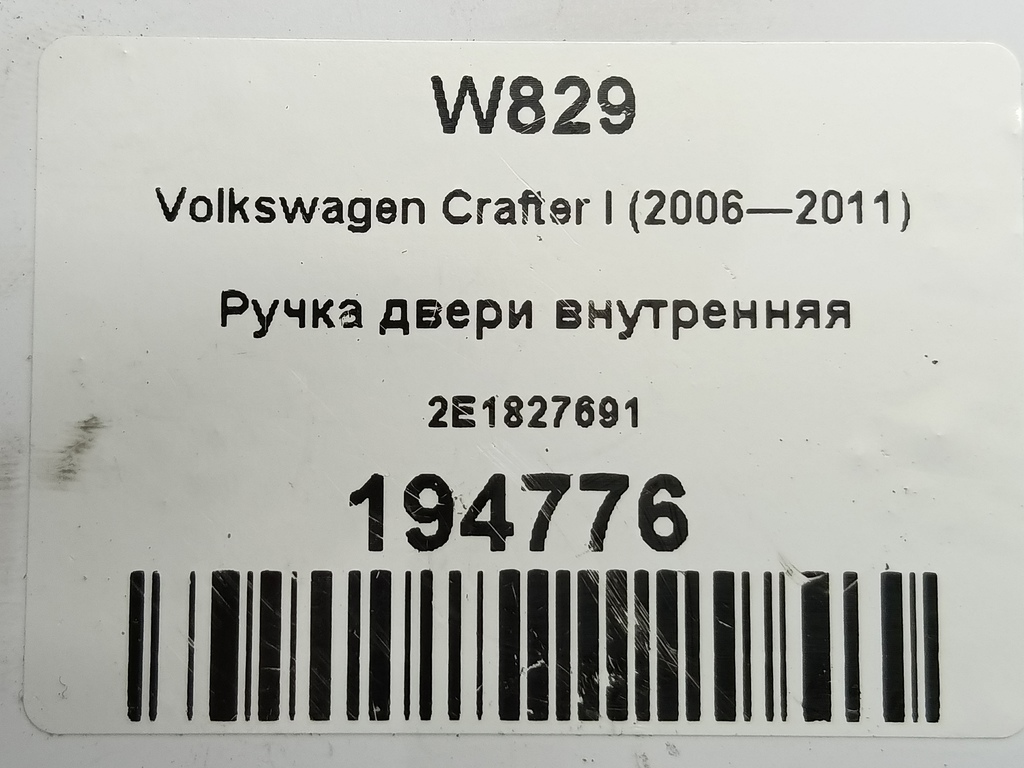 W829
Volkswagen Crafter I (2006—2011)
Ручка двери внутренняя
2E1827691
194776